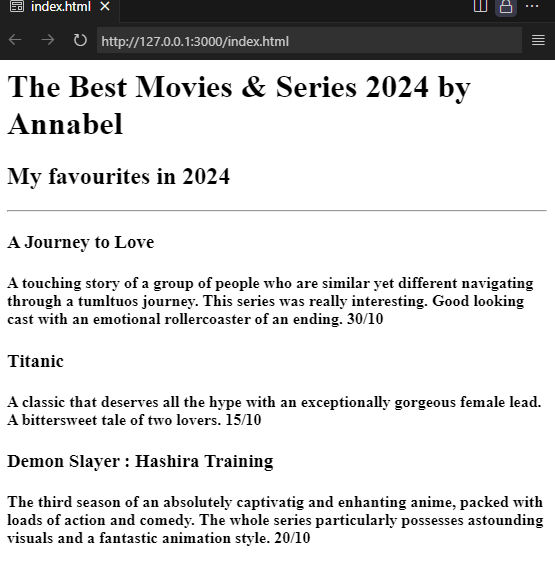 index.html
http://127.0.0.1:3000/index.html
The Best Movies & Series 2024 by
Annabel
My favourites in 2024
A Journey to Love
A touching story of a group of people who are similar yet different navigating
through a tumltuos journey. This series was really interesting. Good looking
cast with an emotional rollercoaster of an ending. 30/10
Titanic
A classic that deserves all the hype with an exceptionally gorgeous female lead.
A bittersweet tale of two lovers. 15/10
Demon Slayer : Hashira Training
The third season of an absolutely captivatig and enhanting anime, packed with
loads of action and comedy. The whole series particularly possesses astounding
visuals and a fantastic animation style. 20/10